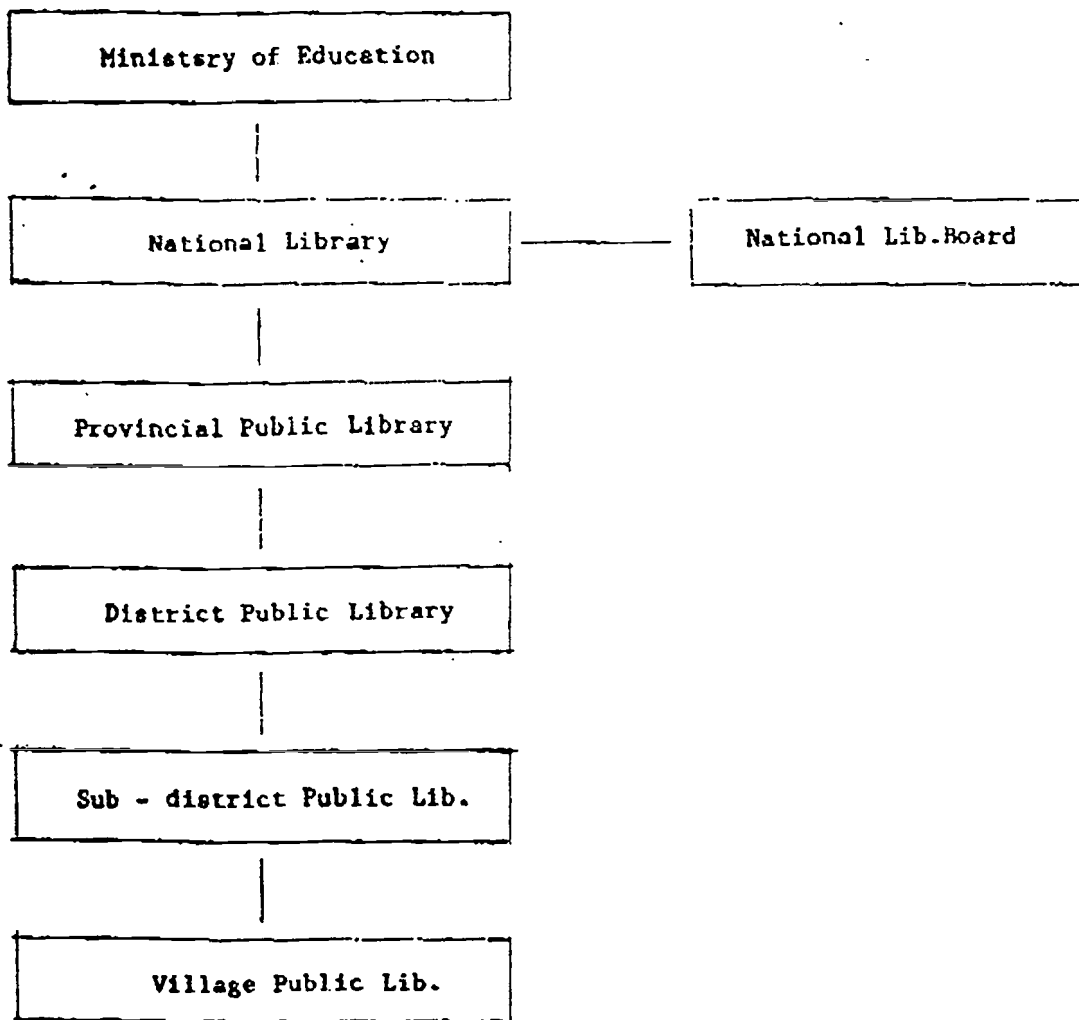 Ministsry of Education
National Library
National Lib.Board
Provincial Public Library
District Public Library
Sub - district Public Lib.
Village Public Lib.